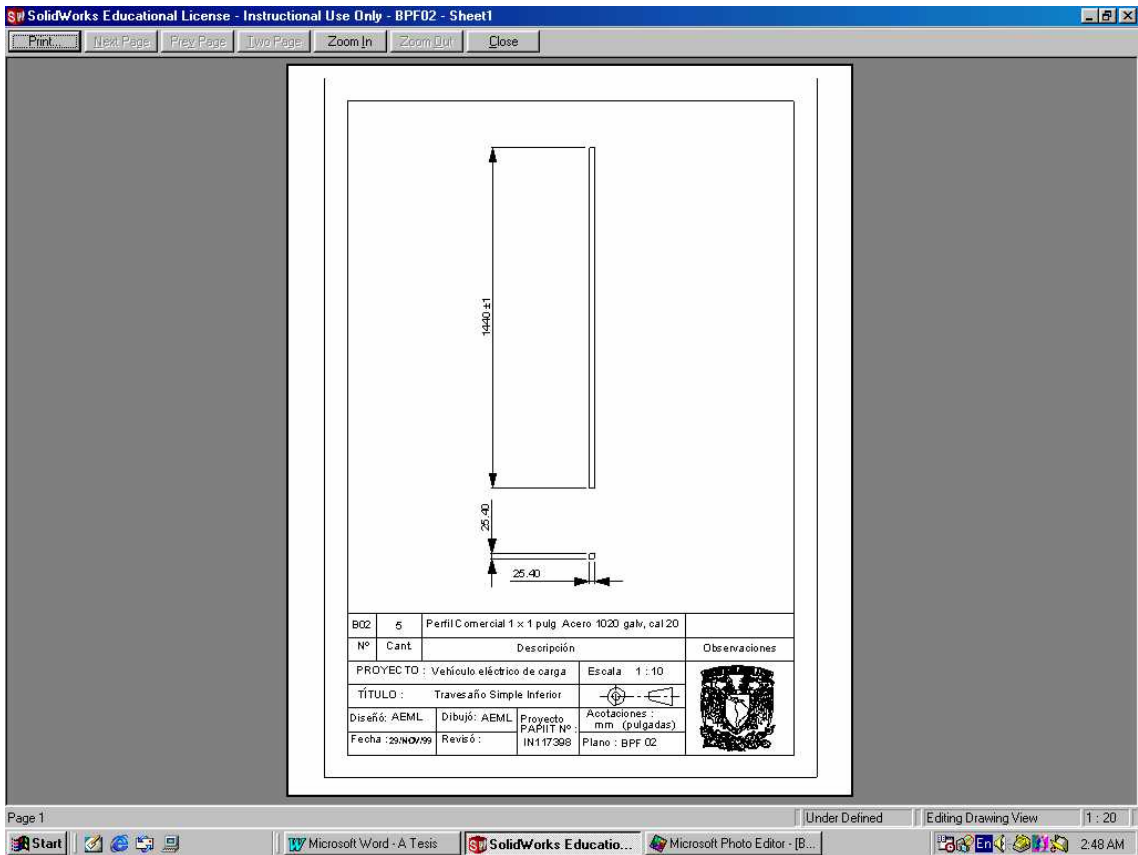 SolidWorks Educational License - Instructional Use Only - BPF02 - Sheet1
Print... Next Page Prev Page Two Page Zoom In Zoom Out Close
1440 ±1
25.40
25.40
B02 5 Perfil Comercial 1 x 1 pulg Acero 1020 galv, cal 20
Nº Cant Descripción Observaciones
PROYECTO : Vehículo eléctrico de carga Escala 1 : 10
TÍTULO : Travesaño Simple Inferior
Diseñó: AEML Dibujó: AEML Proyecto PAPIIT Nº : IN117398 Acotaciones : mm (pulgadas)
Fecha : 29/NOV/99 Revisó : Plano : BPF 02
Page 1 Under Defined Editing Drawing View 1 : 20
Start Microsoft Word - A Tesis SolidWorks Educatio... Microsoft Photo Editor - [B... En 2:48 AM